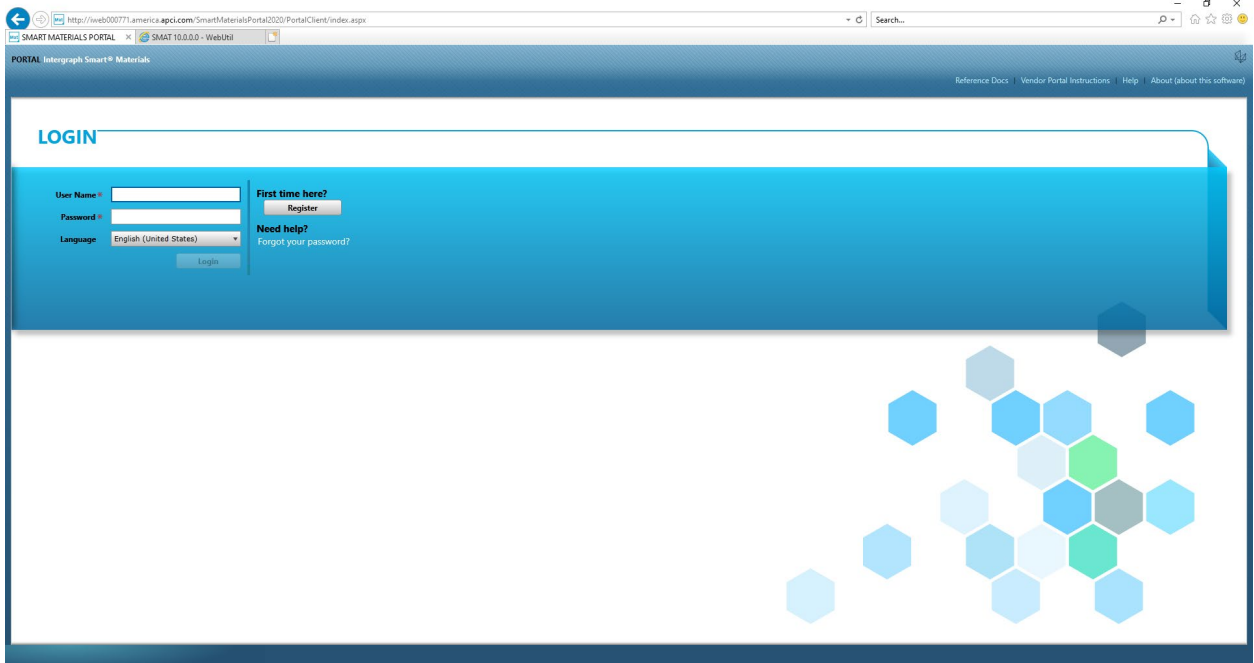 http://iweb000771.america.apci.com/SmartMaterialsPortal2020/PortalClient/index.aspx
Search...
SMART MATERIALS PORTAL
SMAT 10.0.0.0 - WebUtil
PORTAL Intergraph Smart® Materials
Reference Docs | Vendor Portal Instructions | Help | About (about this software)
LOGIN
User Name *
Password *
Language English (United States)
Login
First time here?
Register
Need help?
Forgot your password?